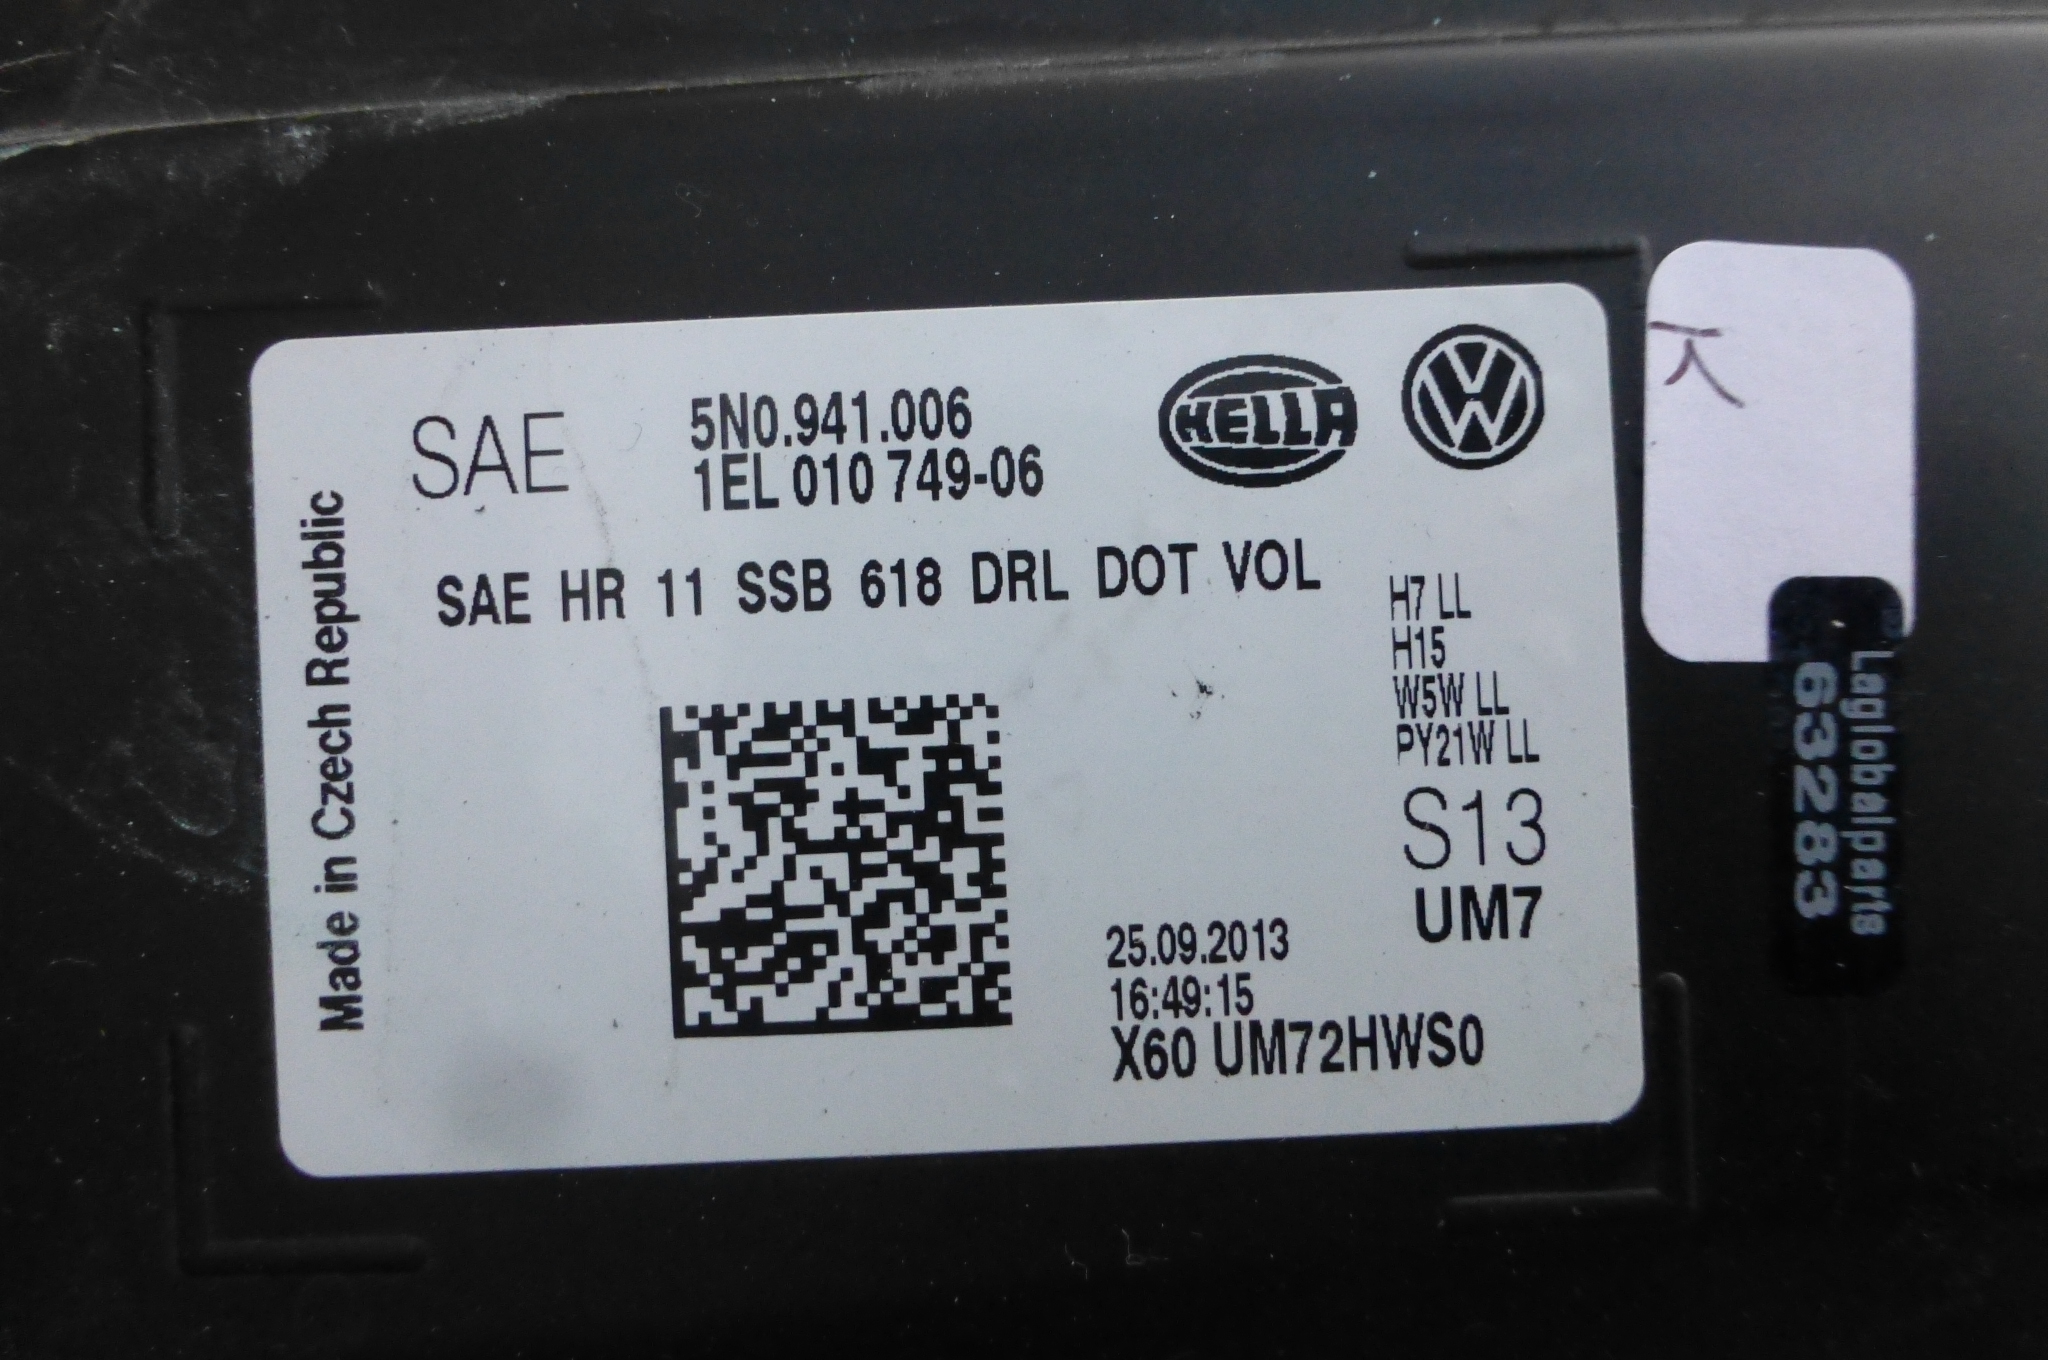 SAE
5N0.941.006
1EL 010 749-06
HELLA
SAE HR 11 SSB 618 DRL DOT VOL
Made in Czech Republic
H7 LL
H15
W5W LL
PY21W LL
S13
UM7
25.09.2013
16:49:15
X60 UM72HWS0
Laglobalparts
63283